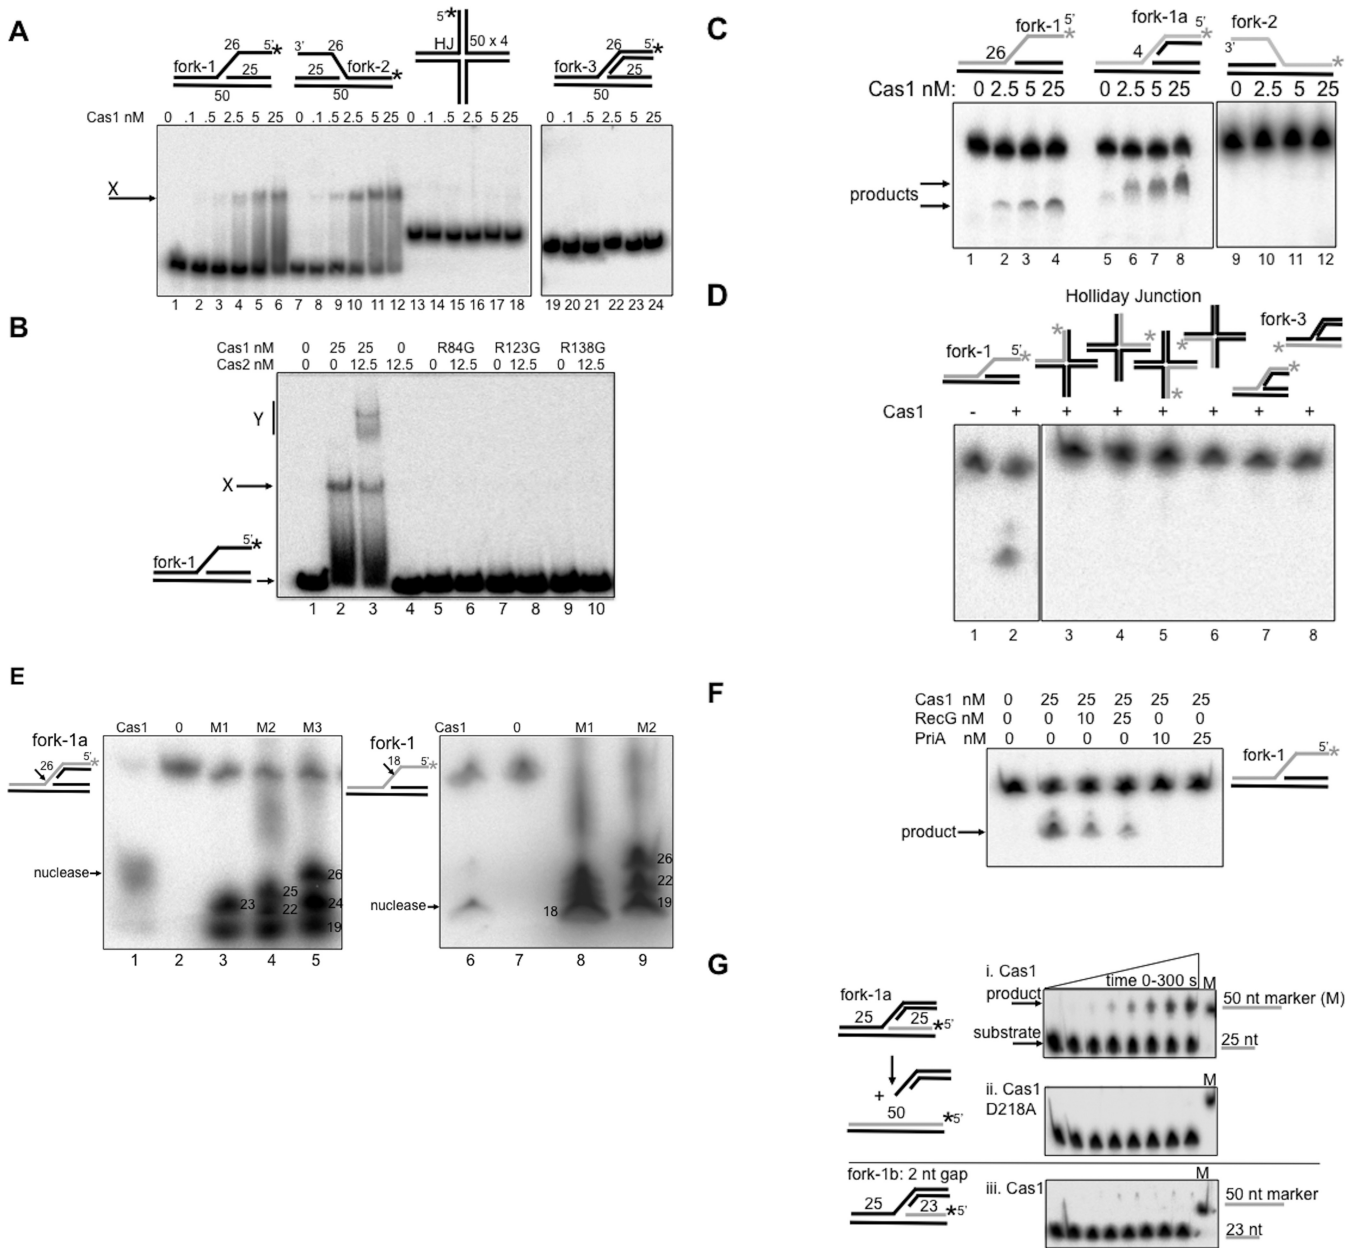 A
5'*
HJ
50 x 4
26
5'*
fork-1
25
50
3'
26
25
fork-2
*
50
26
5'*
fork-3
25
50
Cas1 nM
0 .1 .5 2.5 5 25 0 .1 .5 2.5 5 25 0 .1 .5 2.5 5 25 0 .1 .5 2.5 5 25
X
1 2 3 4 5 6 7 8 9 10 11 12 13 14 15 16 17 18 19 20 21 22 23 24
B
Cas1 nM 0 25 25 0 R84G R123G R138G
Cas2 nM 0 0 12.5 12.5 0 12.5 0 12.5 0 12.5
Y
X
5'*
fork-1
1 2 3 4 5 6 7 8 9 10
C
fork-1 5'
*
26
fork-1a
5'
*
4
fork-2
3'
*
Cas1 nM: 0 2.5 5 25 0 2.5 5 25 0 2.5 5 25
products
1 2 3 4 5 6 7 8 9 10 11 12
D
Holliday Junction
fork-1
5'
*
*
*
*
*
fork-3
*
*
Cas1 - + + + + + + +
1 2 3 4 5 6 7 8
E
Cas1 0 M1 M2 M3
fork-1a
26
5'
*
nuclease
23
25
22
26
24
19
1 2 3 4 5
Cas1 0 M1 M2
fork-1
18
5'
*
nuclease
18
26
22
19
6 7 8 9
F
Cas1 nM 0 25 25 25 25 25
RecG nM 0 0 10 25 0 0
PriA nM 0 0 0 0 10 25
product
fork-1
5'
*
1 2 3 4 5 6
G
fork-1a
25
25
*5'
+
50
*5'
i. Cas1
product
substrate
time 0-300 s
M
50 nt marker (M)
25 nt
ii. Cas1
D218A
M
fork-1b: 2 nt gap
25
23
*5'
iii. Cas1
M
50 nt marker
23 nt